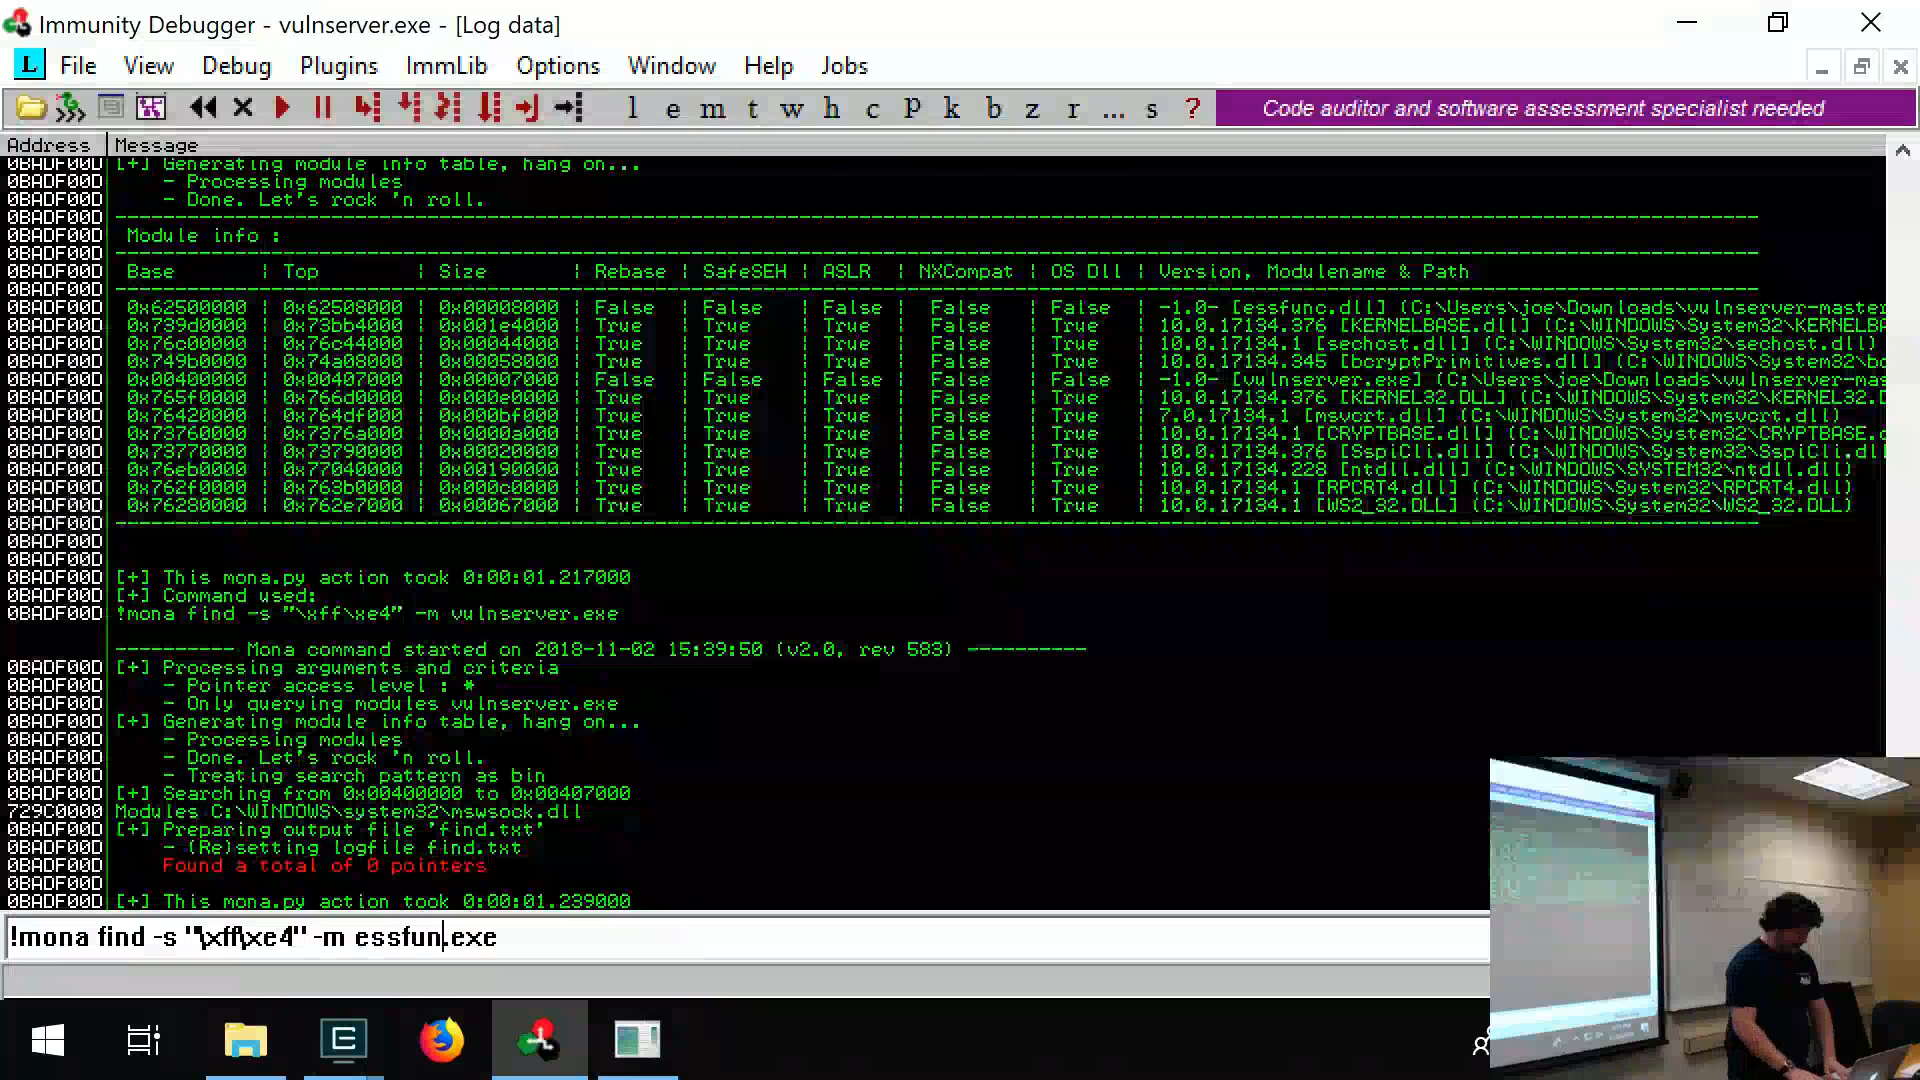 Immunity Debugger - vulnserver.exe - [Log data]
L File View Debug Plugins ImmLib Options Window Help Jobs
l e m t w h c P k b z r ... s ? Code auditor and software assessment specialist needed
Address Message
0BADF00D [+] Generating module info table, hang on...
0BADF00D - Processing modules
0BADF00D - Done. Let's rock 'n roll.
0BADF00D ----------
0BADF00D Module info :
0BADF00D ----------
0BADF00D Base | Top | Size | Rebase | SafeSEH | ASLR | NXCompat | OS Dll | Version, Modulename & Path
0BADF00D ----------
0BADF00D 0x62500000 | 0x62508000 | 0x00008000 | False | False | False | False | False | -1.0- [essfunc.dll] (C:\Users\joe\Downloads\vulnserver-master
0BADF00D 0x739d0000 | 0x73bb4000 | 0x001e4000 | True | True | True | False | True | 10.0.17134.376 [KERNELBASE.dll] (C:\WINDOWS\System32\KERNELBA
0BADF00D 0x76c00000 | 0x76c44000 | 0x00044000 | True | True | True | False | True | 10.0.17134.1 [sechost.dll] (C:\WINDOWS\System32\sechost.dll)
0BADF00D 0x749b0000 | 0x74a08000 | 0x00058000 | True | True | True | False | True | 10.0.17134.345 [bcryptPrimitives.dll] (C:\WINDOWS\System32\bc
0BADF00D 0x00400000 | 0x00407000 | 0x00007000 | False | False | False | False | False | -1.0- [vulnserver.exe] (C:\Users\joe\Downloads\vulnserver-mas
0BADF00D 0x765f0000 | 0x766d0000 | 0x000e0000 | True | True | True | False | True | 10.0.17134.376 [KERNEL32.DLL] (C:\WINDOWS\System32\KERNEL32.D
0BADF00D 0x76420000 | 0x764df000 | 0x000bf000 | True | True | True | False | True | 7.0.17134.1 [msvcrt.dll] (C:\WINDOWS\System32\msvcrt.dll)
0BADF00D 0x73760000 | 0x7376a000 | 0x0000a000 | True | True | True | False | True | 10.0.17134.1 [CRYPTBASE.dll] (C:\WINDOWS\System32\CRYPTBASE.d
0BADF00D 0x73770000 | 0x73790000 | 0x00020000 | True | True | True | False | True | 10.0.17134.376 [SspiCli.dll] (C:\WINDOWS\System32\SspiCli.dll
0BADF00D 0x76eb0000 | 0x77040000 | 0x00190000 | True | True | True | False | True | 10.0.17134.228 [ntdll.dll] (C:\WINDOWS\SYSTEM32\ntdll.dll)
0BADF00D 0x762f0000 | 0x763b0000 | 0x000c0000 | True | True | True | False | True | 10.0.17134.1 [RPCRT4.dll] (C:\WINDOWS\System32\RPCRT4.dll)
0BADF00D 0x76280000 | 0x762e7000 | 0x00067000 | True | True | True | False | True | 10.0.17134.1 [WS2_32.DLL] (C:\WINDOWS\System32\WS2_32.DLL)
0BADF00D ----------
0BADF00D
0BADF00D
0BADF00D [+] This mona.py action took 0:00:01.217000
0BADF00D [+] Command used:
0BADF00D !mona find -s "\xff\xe4" -m vulnserver.exe
---------- Mona command started on 2018-11-02 15:39:50 (v2.0, rev 583) ----------
0BADF00D [+] Processing arguments and criteria
0BADF00D - Pointer access level : *
0BADF00D - Only querying modules vulnserver.exe
0BADF00D [+] Generating module info table, hang on...
0BADF00D - Processing modules
0BADF00D - Done. Let's rock 'n roll.
0BADF00D - Treating search pattern as bin
0BADF00D [+] Searching from 0x00400000 to 0x00407000
729C0000 Modules C:\WINDOWS\system32\mswsock.dll
0BADF00D [+] Preparing output file 'find.txt'
0BADF00D - (Re)setting logfile find.txt
0BADF00D Found a total of 0 pointers
0BADF00D
0BADF00D [+] This mona.py action took 0:00:01.239000
!mona find -s "\xff\xe4" -m essfun.exe